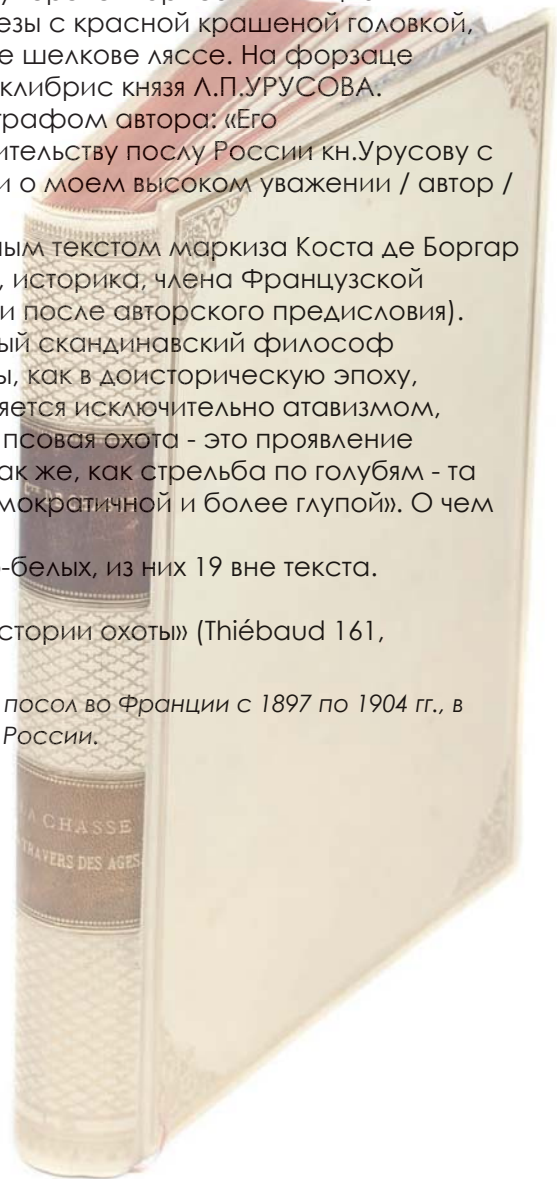 езы с красной крашеной головкой,
е шелкове ляссе. На форзаце
клибрис князя Л.П.УРУСОВА.
графом автора: «Его
ительству послу России кн.Урусову с
и о моем высоком уважении / автор /
ным текстом маркиза Коста де Боргар
, историка, члена Французской
и после авторского предисловия).
ый скандинавский философ
ы, как в доисторическую эпоху,
яется исключительно атавизмом,
псовая охота - это проявление
ак же, как стрельба по голубям - та
мократичной и более глупой». О чем
-белых, из них 19 вне текста.
стории охоты» (Thiébaud 161,
посол во Франции с 1897 по 1904 гг., в
России.
LA CHASSE
TRAVERS DES AGES